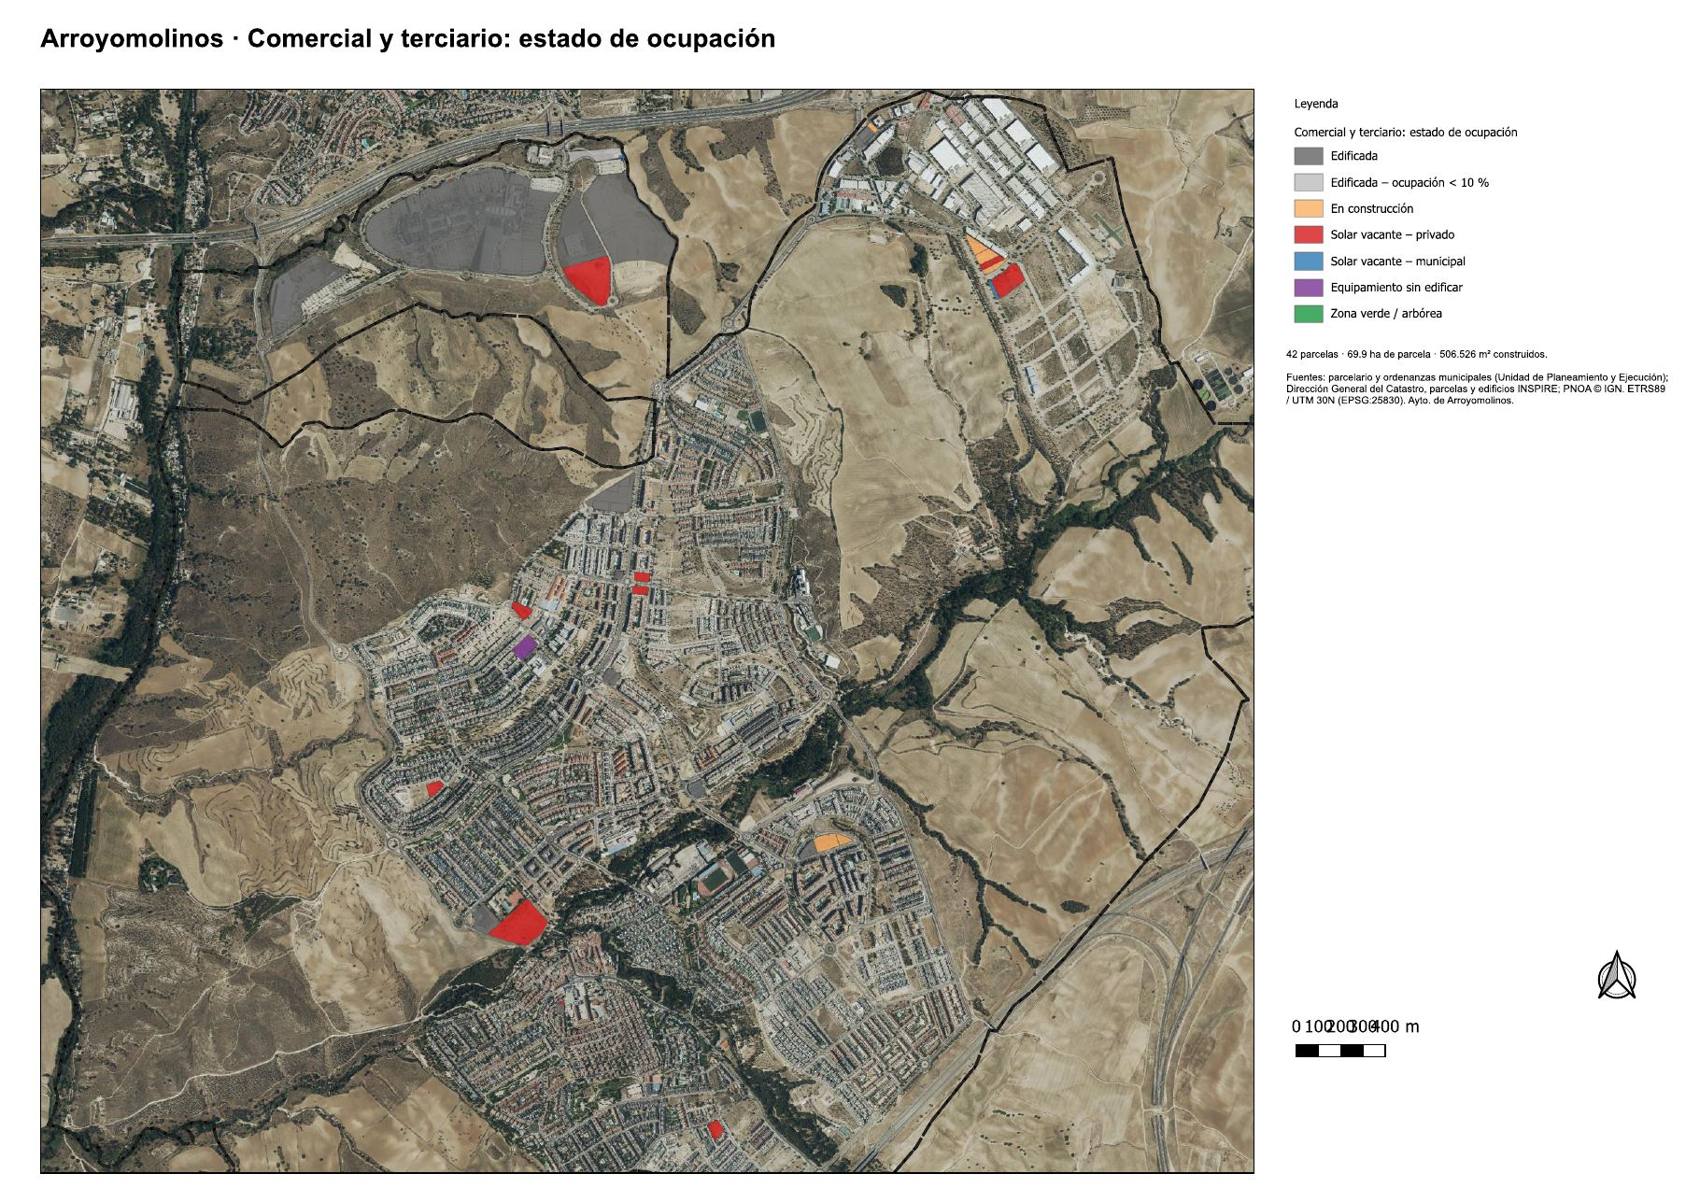 Arroyomolinos · Comercial y terciario: estado de ocupación
Leyenda
Comercial y terciario: estado de ocupación
Edificada
Edificada – ocupación < 10 %
En construcción
Solar vacante – privado
Solar vacante – municipal
Equipamiento sin edificar
Zona verde / arbórea
42 parcelas · 69.9 ha de parcela · 506.526 m² construidos.
Fuentes: parcelario y ordenanzas municipales (Unidad de Planeamiento y Ejecución);
Dirección General del Catastro, parcelas y edificios INSPIRE; PNOA © IGN. ETRS89
/ UTM 30N (EPSG:25830). Ayto. de Arroyomolinos.
0 100200300400 m